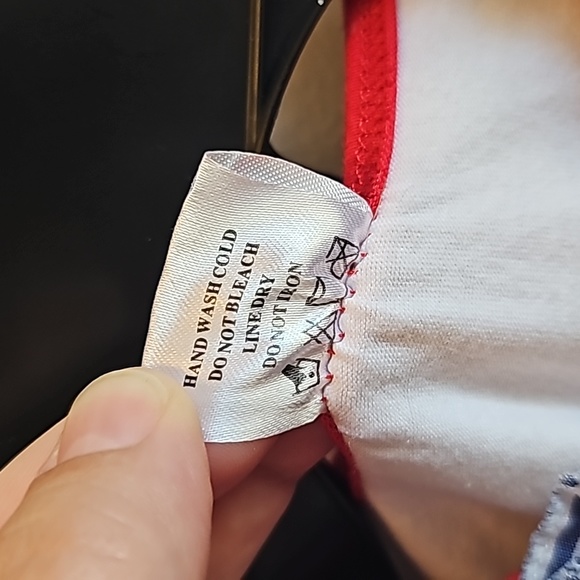 HAND WASH COLD
DO NOT BLEACH
LINE DRY
DO NOT IRON